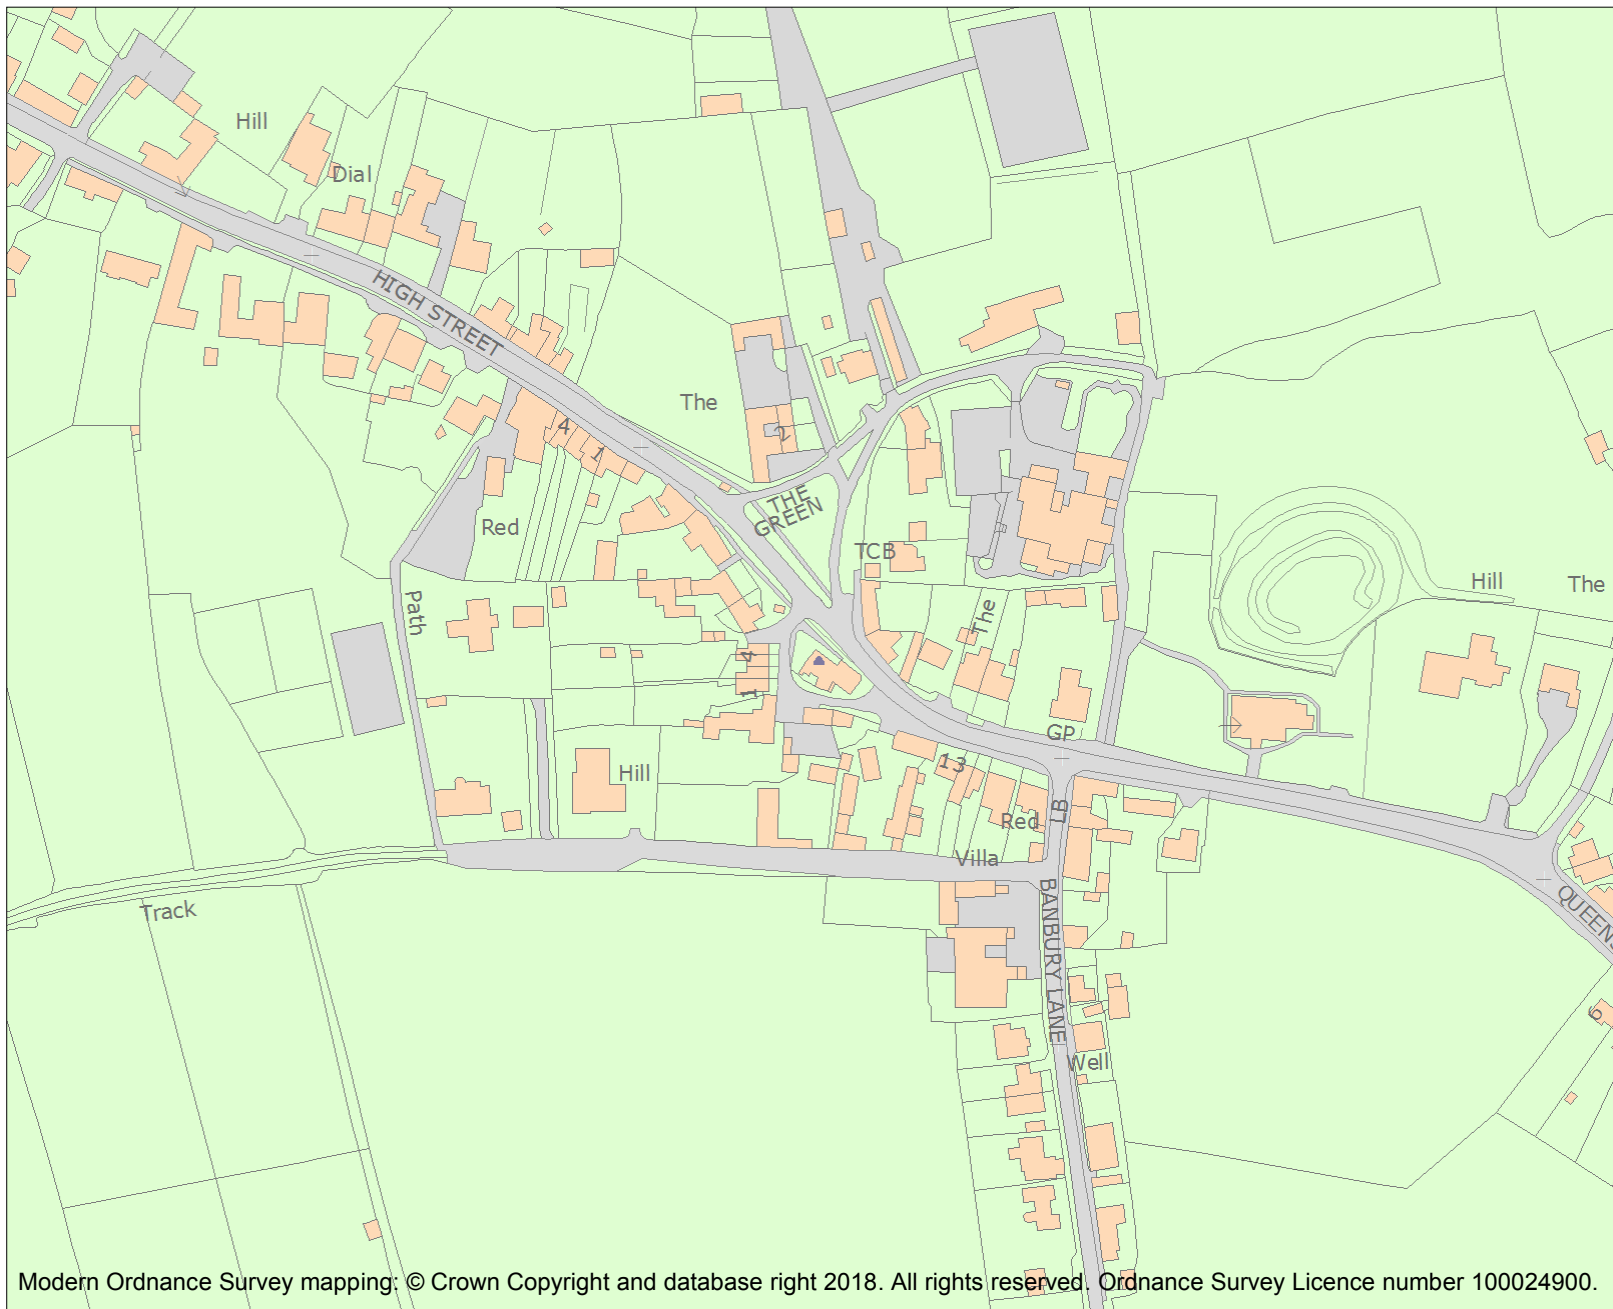 Hill
Dial
HIGH STREET
The
2
4
1
THE
GREEN
Red
TCB
Hill
The
Path
The
4
1
GP
13
Hill
LB
Red
Villa
BANBURY LANE
QUEENS
Track
6
Well
Modern Ordnance Survey mapping: © Crown Copyright and database right 2018. All rights reserved. Ordnance Survey Licence number 100024900.